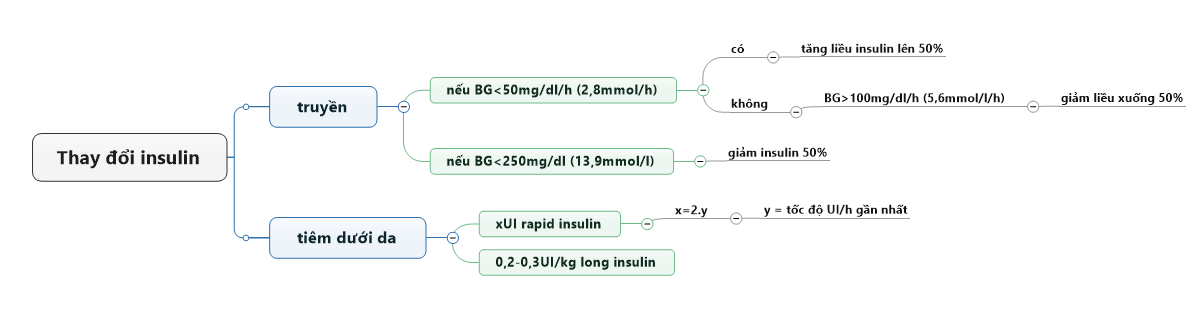 Thay đổi insulin
truyền
nếu BG<50mg/dl/h (2,8mmol/h)
có
tăng liều insulin lên 50%
không
BG>100mg/dl/h (5,6mmol/l/h)
giảm liều xuống 50%
nếu BG<250mg/dl (13,9mmol/l)
giảm insulin 50%
tiêm dưới da
xUI rapid insulin
x=2.y
y = tốc độ UI/h gần nhất
0,2-0,3UI/kg long insulin